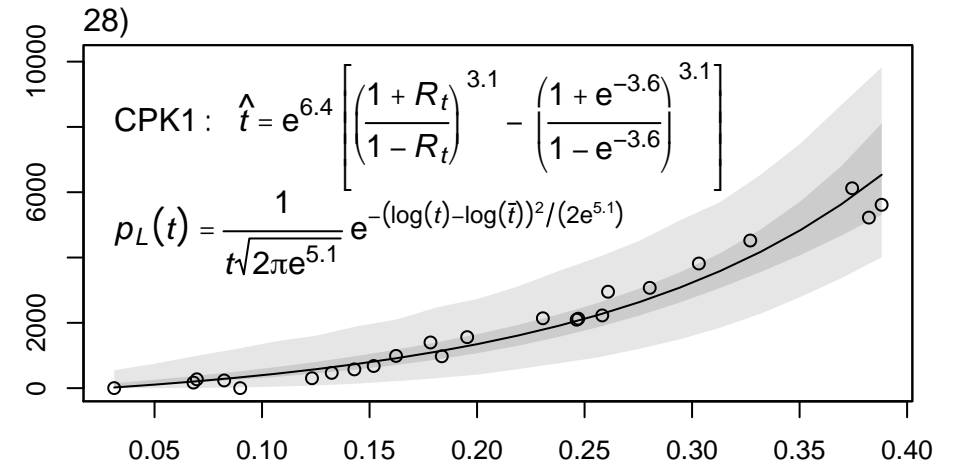 28)
CPK1 : t̂ = e^6.4 [ ( (1 + R_t) / (1 − R_t) )^3.1 − ( (1 + e^−3.6) / (1 − e^−3.6) )^3.1 ]
p_L(t) = 1 / (t√(2πe^5.1)) e^−(log(t)−log(t̄))²/(2e^5.1)
10000
6000
2000
0
0.05 0.10 0.15 0.20 0.25 0.30 0.35 0.40